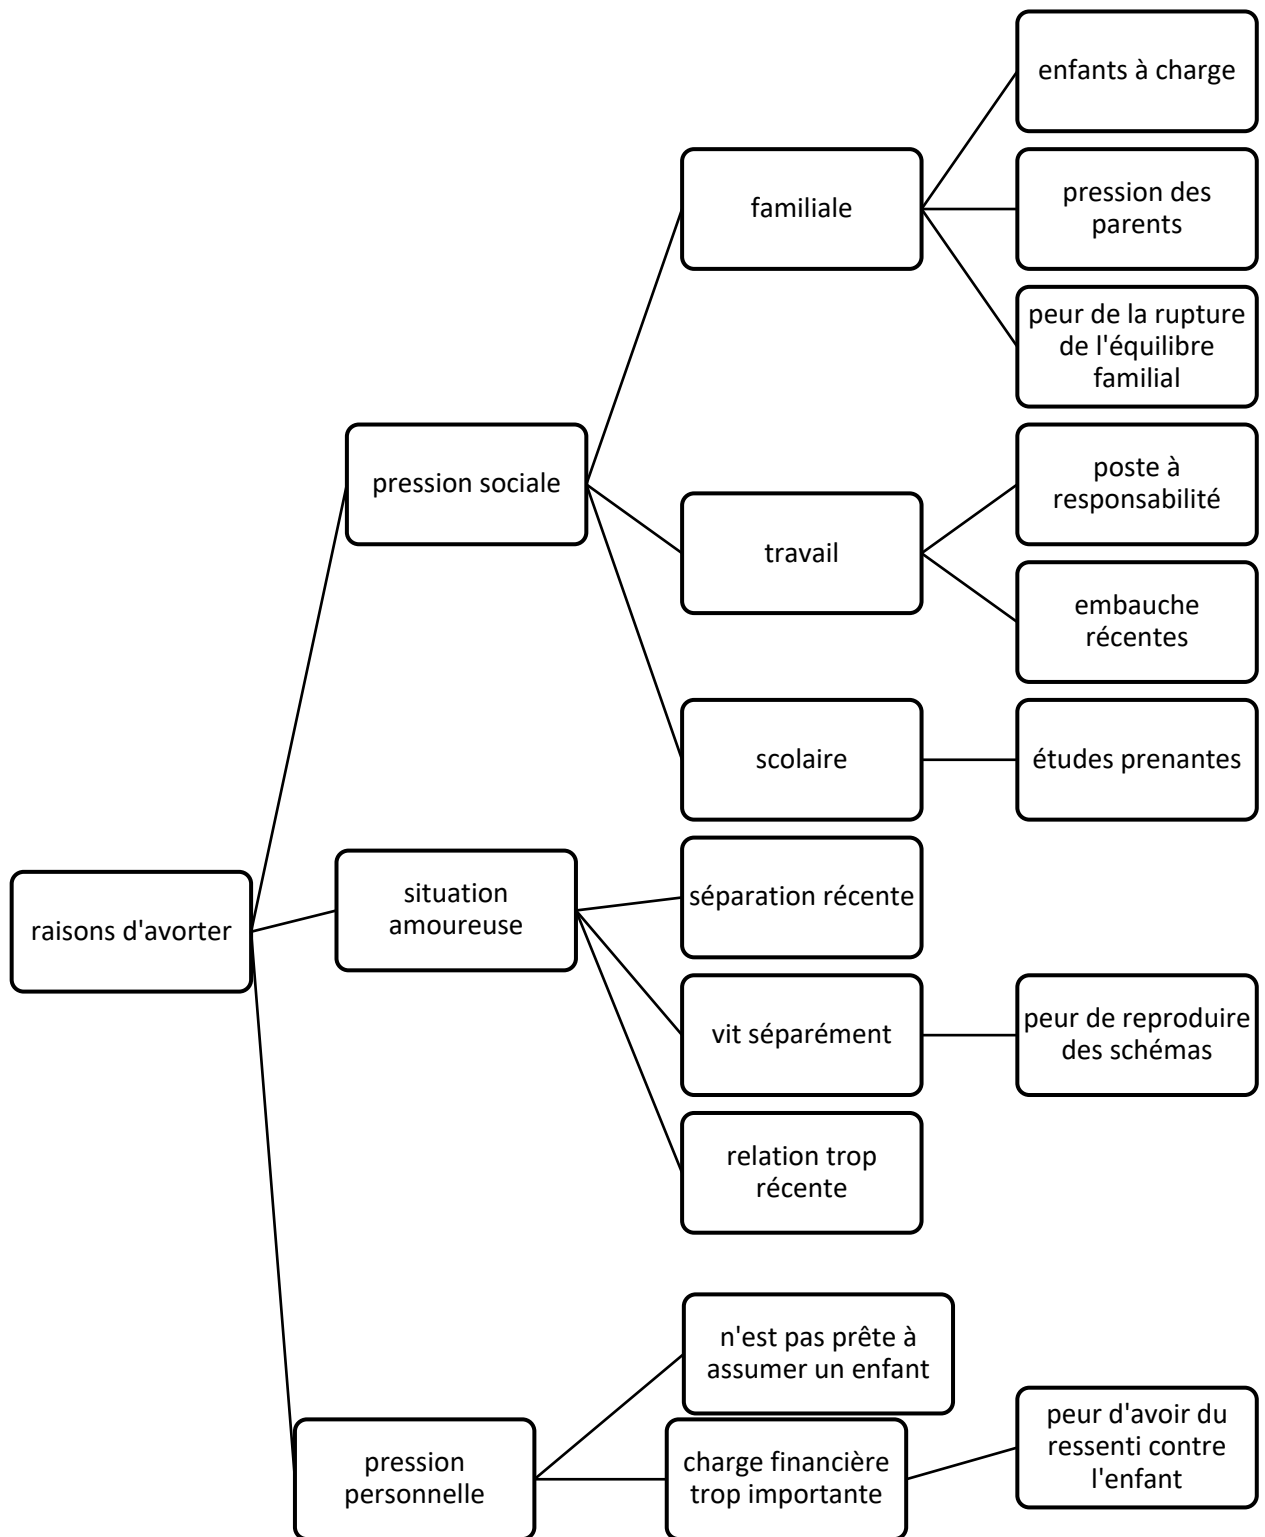 enfants à charge
familiale
pression des
parents
peur de la rupture
de l'équilibre
familial
pression sociale
poste à
responsabilité
travail
embauche
récentes
scolaire
études prenantes
raisons d'avorter
situation
amoureuse
séparation récente
vit séparément
peur de reproduire
des schémas
relation trop
récente
n'est pas prête à
assumer un enfant
pression
personnelle
charge financière
trop importante
peur d'avoir du
ressenti contre
l'enfant